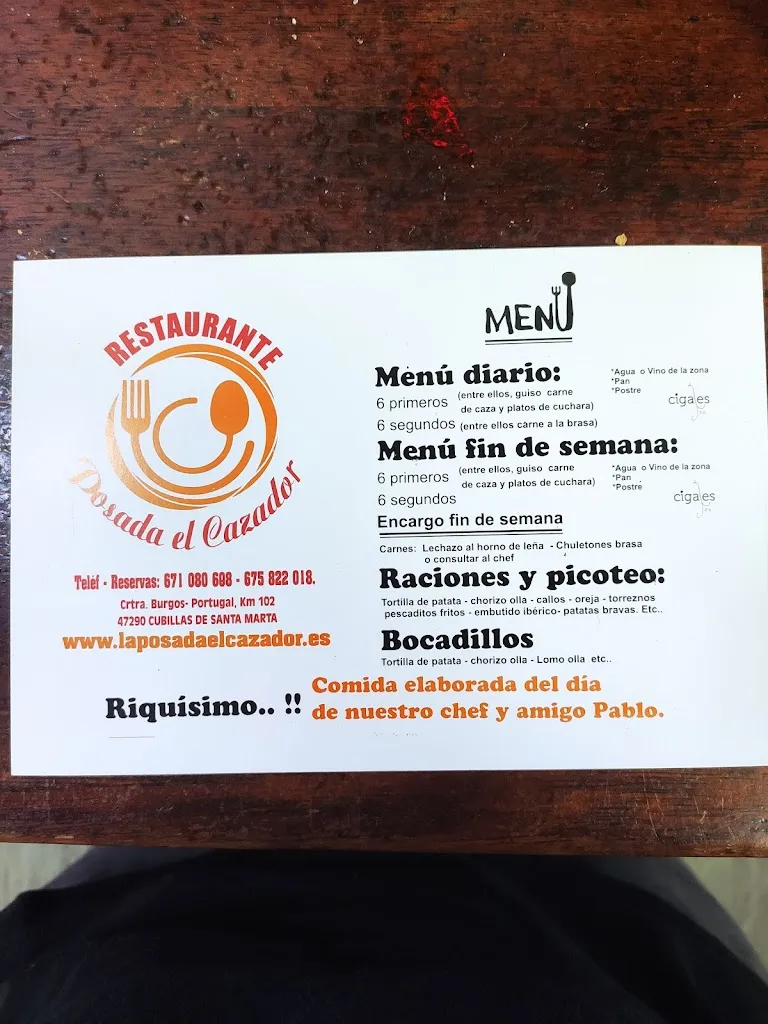 RESTAURANTE
Posada el Cazador
Teléf - Reservas: 671 080 608 - 675 822 018.
Crtra. Burgos- Portugal, Km 102
47290 CUBILLAS DE SANTA MARTA
www.laposadaelcazador.es
MENÚ
Menú diario:
6 primeros (entre ellos, guiso carne
de caza y platos de cuchara)
6 segundos (entre ellos carne a la brasa)
*Agua o Vino de la zona
*Pan
*Postre
cigales
Menú fin de semana:
6 primeros (entre ellos, guiso carne
de caza y platos de cuchara)
6 segundos
*Agua o Vino de la zona
*Pan
*Postre
cigales
Encargo fin de semana
Carnes: Lechazo al horno de leña - Chuletones brasa
o consultar al chef
Raciones y picoteo:
Tortilla de patata - chorizo olla - callos - oreja - torreznos
pescaditos fritos - embutido ibérico- patatas bravas. Etc..
Bocadillos
Tortilla de patata - chorizo olla - Lomo olla etc..
Riquísimo.. !!
Comida elaborada del día
de nuestro chef y amigo Pablo.